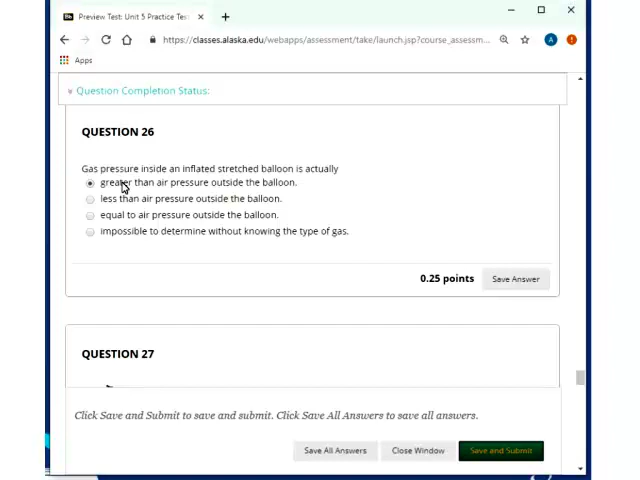 Preview Test: Unit 5 Practice Tes
https://classes.alaska.edu/webapps/assessment/take/launch.jsp?course_assessm...
A
Apps
Question Completion Status:
QUESTION 26
Gas pressure inside an inflated stretched balloon is actually
greater than air pressure outside the balloon.
less than air pressure outside the balloon.
equal to air pressure outside the balloon.
impossible to determine without knowing the type of gas.
0.25 points
Save Answer
QUESTION 27
Click Save and Submit to save and submit. Click Save All Answers to save all answers.
Save All Answers
Close Window
Save and Submit